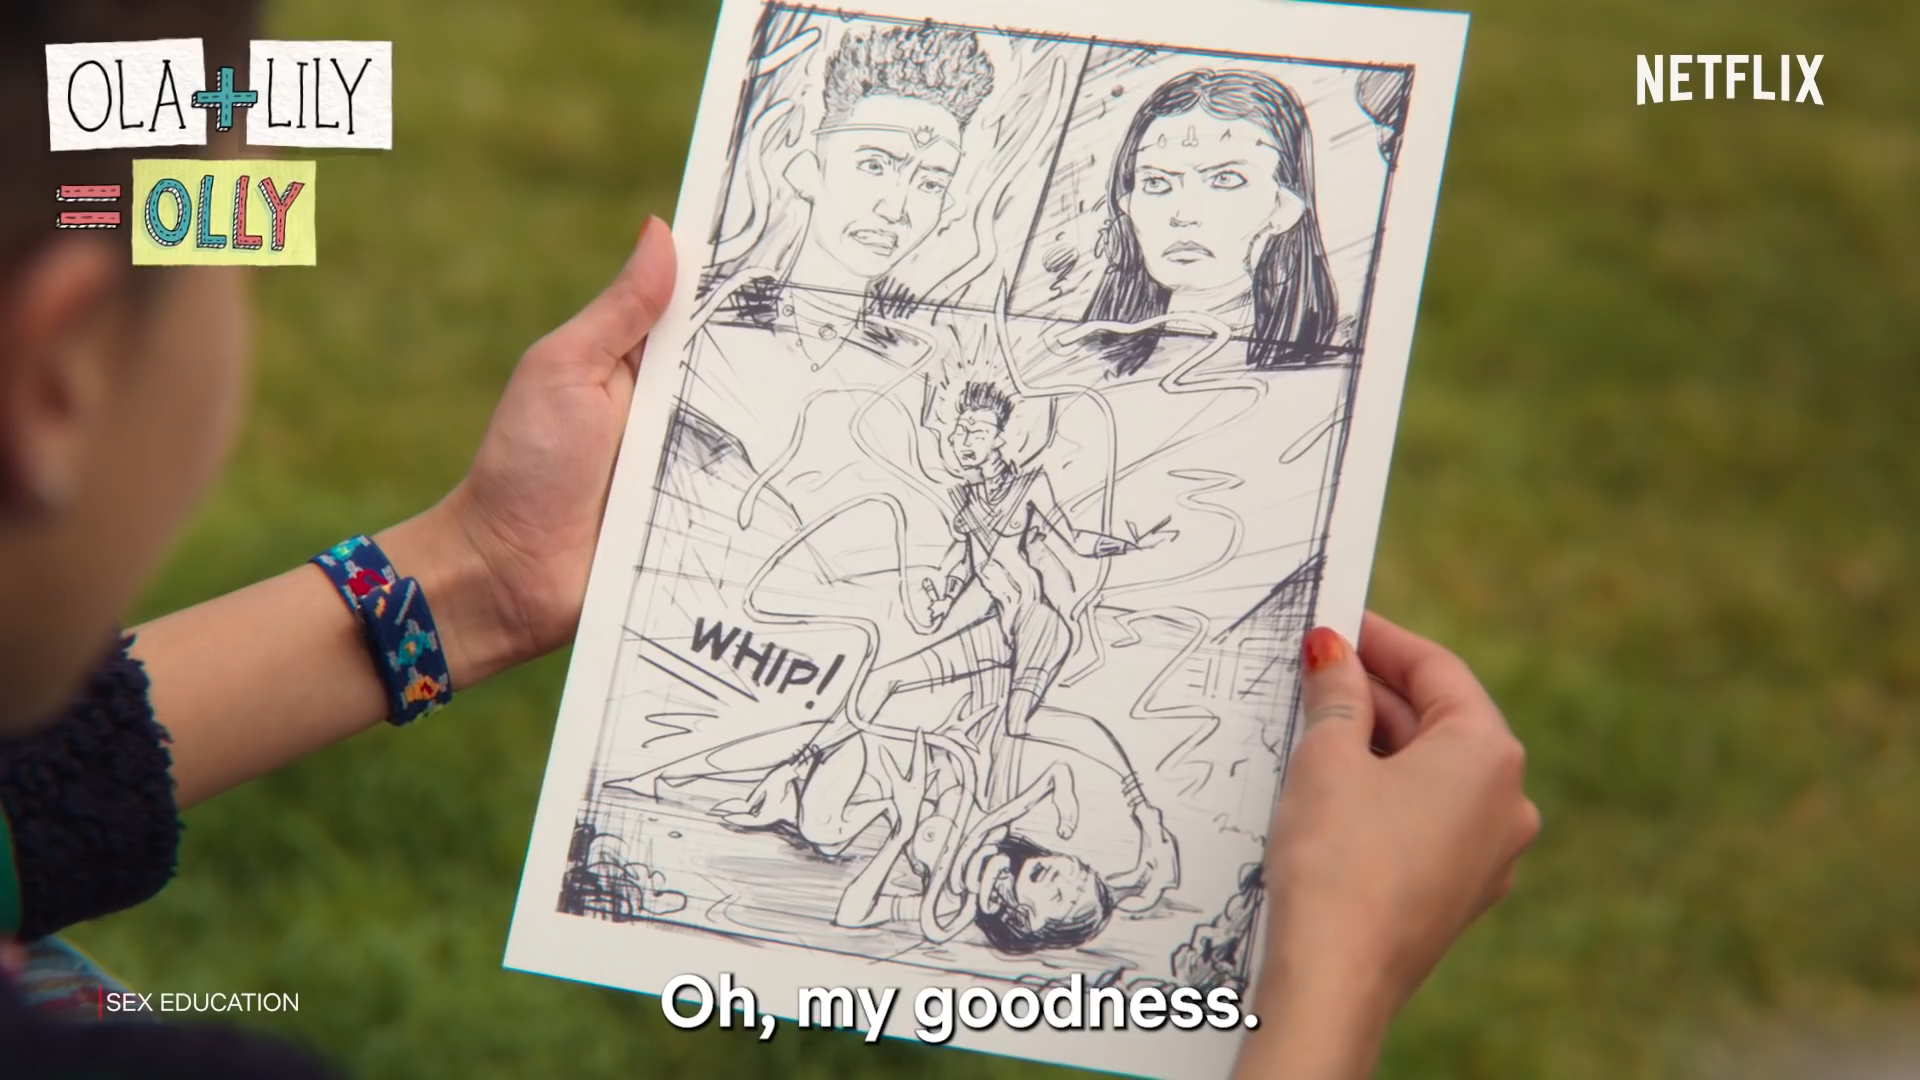 OLA+LILY
= OLLY
NETFLIX
WHIP!
SEX EDUCATION
Oh, my goodness.